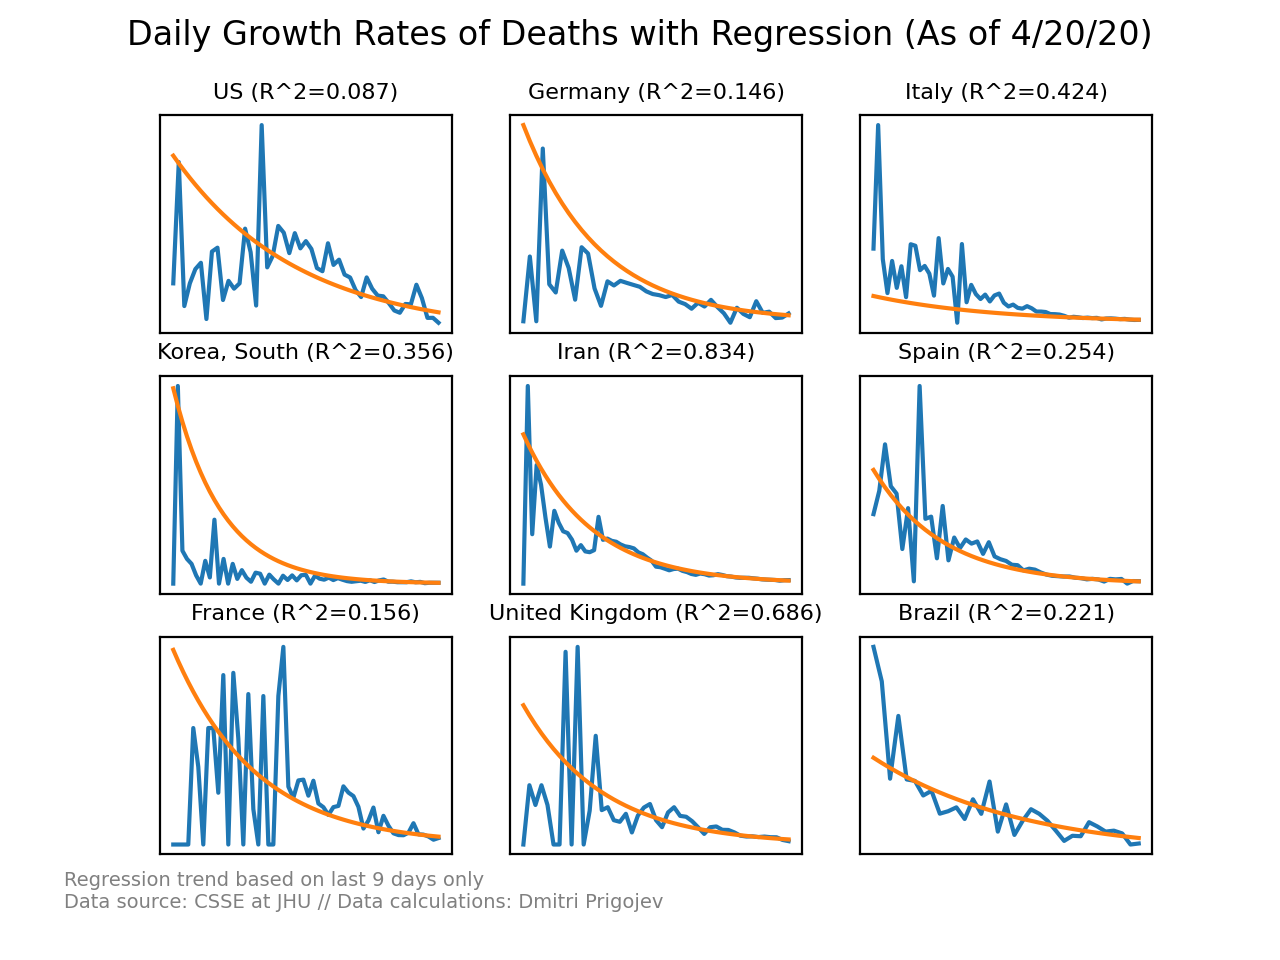 Daily Growth Rates of Deaths with Regression (As of 4/20/20)
US (R^2=0.087)
Germany (R^2=0.146)
Italy (R^2=0.424)
Korea, South (R^2=0.356)
Iran (R^2=0.834)
Spain (R^2=0.254)
France (R^2=0.156)
United Kingdom (R^2=0.686)
Brazil (R^2=0.221)
Regression trend based on last 9 days only
Data source: CSSE at JHU // Data calculations: Dmitri Prigojev